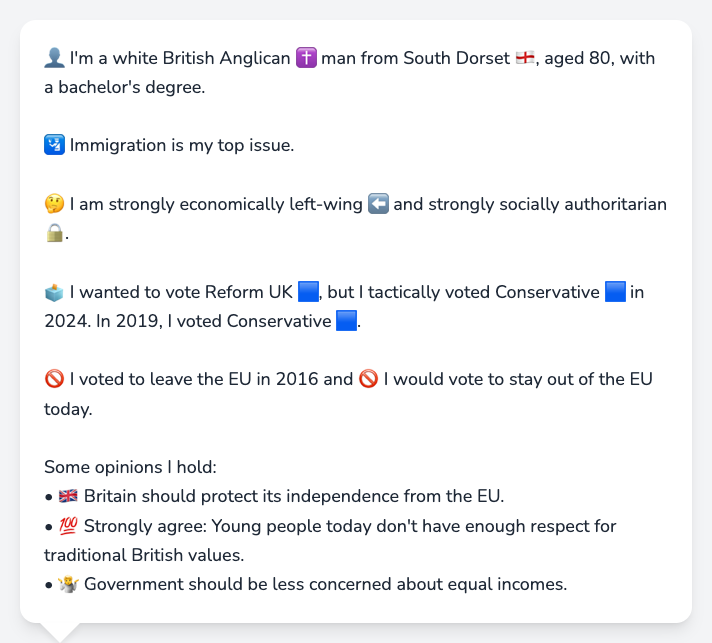 👤 I'm a white British Anglican ✝️ man from South Dorset 🏴󠁧󠁢󠁥󠁮󠁧󠁿, aged 80, with
a bachelor's degree.
🛂 Immigration is my top issue.
🤔 I am strongly economically left-wing ⬅️ and strongly socially authoritarian
🔒.
🗳️ I wanted to vote Reform UK 🟦, but I tactically voted Conservative 🟦 in
2024. In 2019, I voted Conservative 🟦.
🚫 I voted to leave the EU in 2016 and 🚫 I would vote to stay out of the EU
today.
Some opinions I hold:
• 🇬🇧 Britain should protect its independence from the EU.
• 💯 Strongly agree: Young people today don't have enough respect for
traditional British values.
• 🤷 Government should be less concerned about equal incomes.